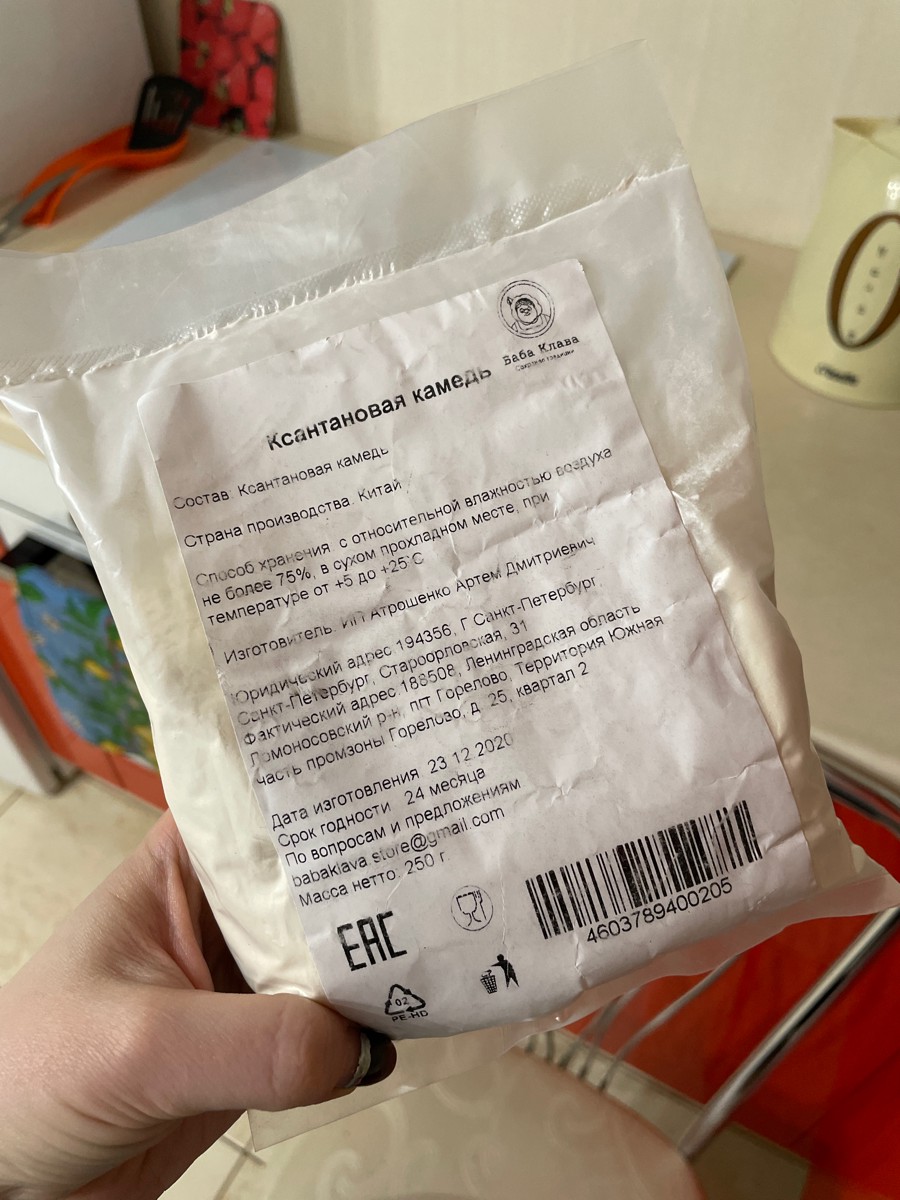 Баба Клава
Ксантановая камедь
Состав: Ксантановая камедь
Страна производства: Китай
Способ хранения с относительной влажностью воздуха
не более 75%, в сухом прохладном месте, при
температуре от +5 до +25°C
Изготовитель: ИП Атрошенко Артем Дмитриевич
Юридический адрес 194356, Г Санкт-Петербург,
Санкт-Петербург, Староорловская, 31
Фактический адрес 188508, Ленинградская область
Ломоносовский р-н, пгт Горелово, Территория Южная
часть промзоны Горелово, д. 25, квартал 2
Дата изготовления 23.12.2020
Срок годности 24 месяца
По вопросам и предложениям
babaklava.store@gmail.com
Масса нетто: 250 г.
4603789400205
EAC
02
PE-HD